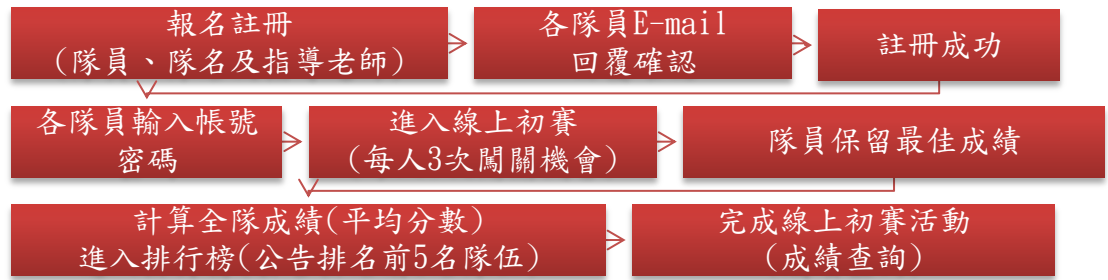 報名註冊
(隊員、隊名及指導老師)
各隊員E-mail
回覆確認
註冊成功
各隊員輸入帳號
密碼
進入線上初賽
(每人3次闖關機會)
隊員保留最佳成績
計算全隊成績(平均分數)
進入排行榜(公告排名前5名隊伍)
完成線上初賽活動
(成績查詢)